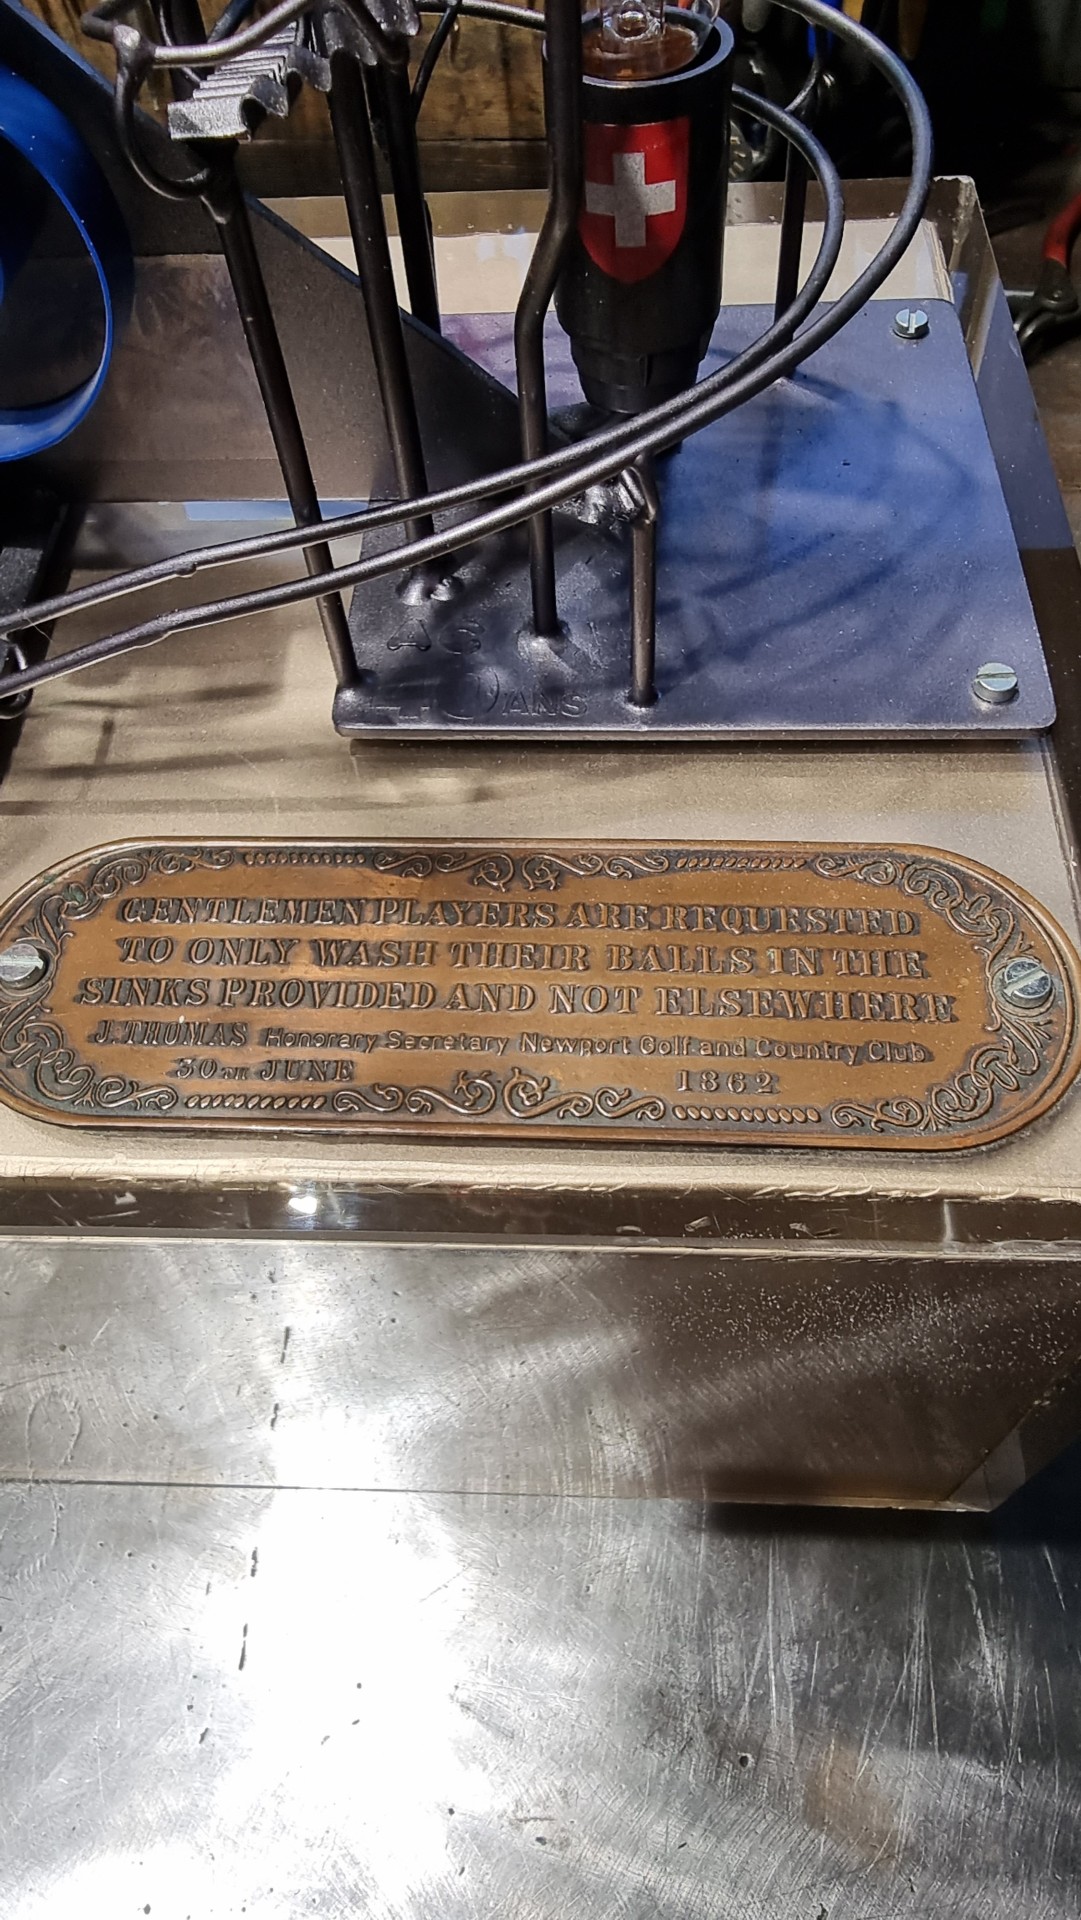 40 ANS
GENTLEMEN PLAYERS ARE REQUESTED
TO ONLY WASH THEIR BALLS IN THE
SINKS PROVIDED AND NOT ELSEWHERE
J. THOMAS Honorary Secretary Newport Golf and Country Club
30TH JUNE 1862